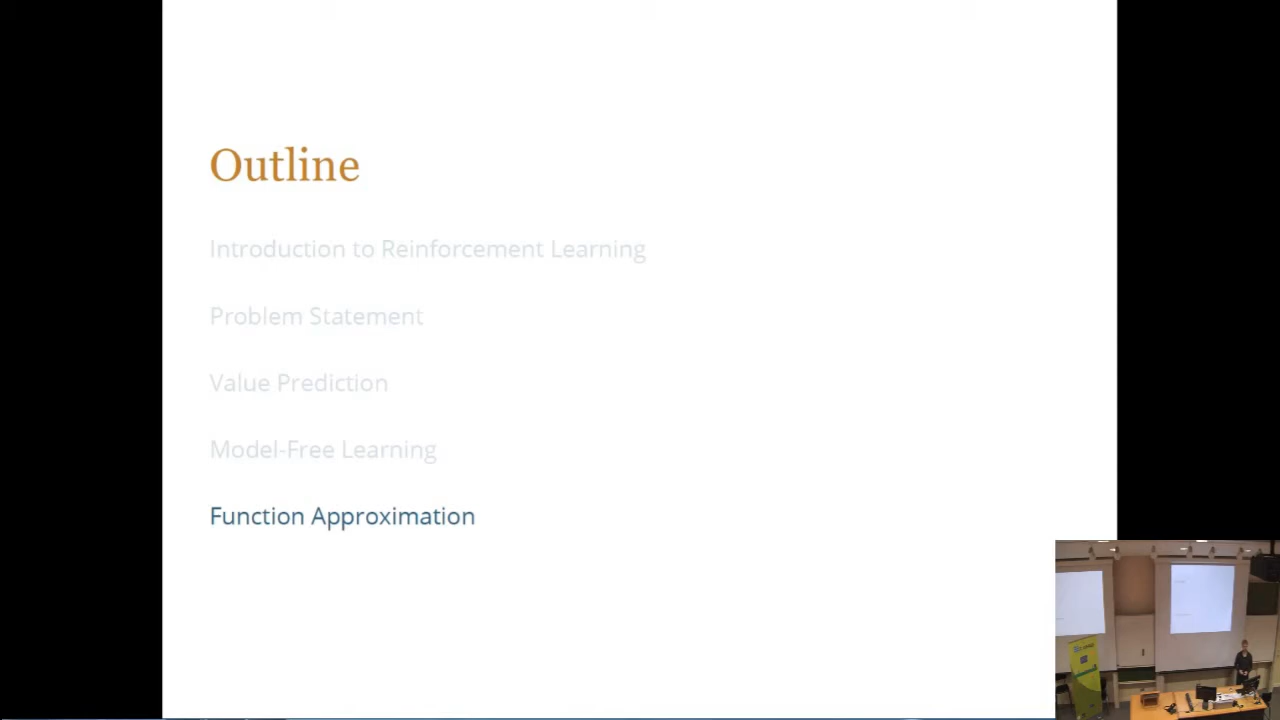 Outline
Introduction to Reinforcement Learning
Problem Statement
Value Prediction
Model-Free Learning
Function Approximation